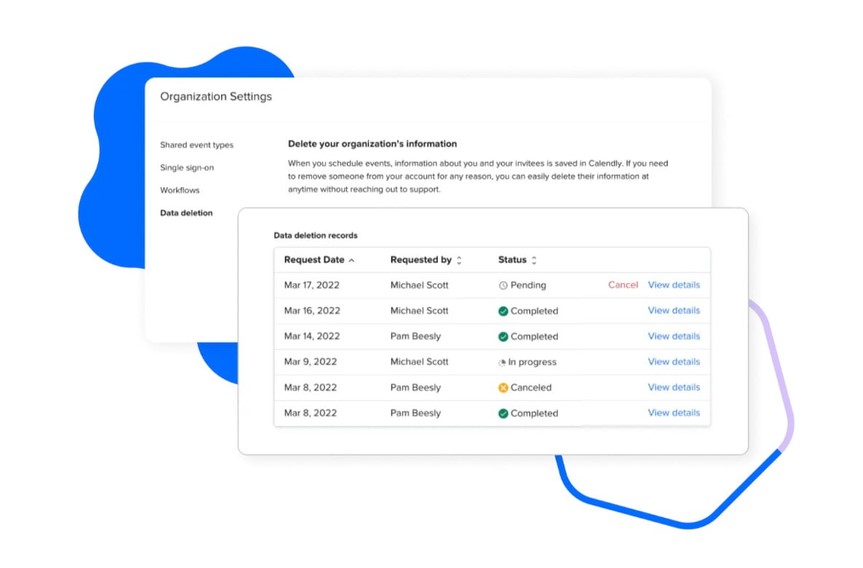 Organization Settings
Shared event types
Single sign-on
Workflows
Data deletion
Delete your organization's information
When you schedule events, information about you and your invitees is saved in Calendly. If you need
to remove someone from your account for any reason, you can easily delete their information at
anytime without reaching out to support.
Data deletion records
Request Date Requested by Status
Mar 17, 2022 Michael Scott Pending Cancel View details
Mar 16, 2022 Michael Scott Completed View details
Mar 14, 2022 Pam Beesly Completed View details
Mar 9, 2022 Michael Scott In progress View details
Mar 8, 2022 Pam Beesly Canceled View details
Mar 8, 2022 Pam Beesly Completed View details